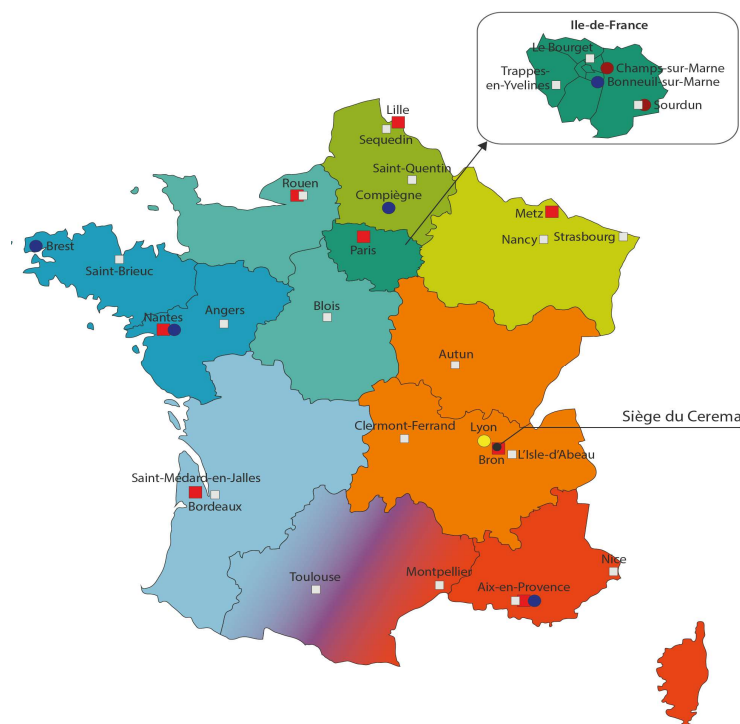 Ile-de-France
Le Bourget
Champs-sur-Marne
Trappes-
en-Yvelines
Bonneuil-sur-Marne
Sourdun
Lille
Sequedin
Saint-Quentin
Rouen
Compiègne
Metz
Paris
Nancy
Strasbourg
Brest
Saint-Brieuc
Angers
Blois
Nantes
Autun
Siège du Cerema
Clermont-Ferrand
Lyon
Bron
L'Isle-d'Abeau
Saint-Médard-en-Jalles
Bordeaux
Nice
Toulouse
Montpellier
Aix-en-Provence